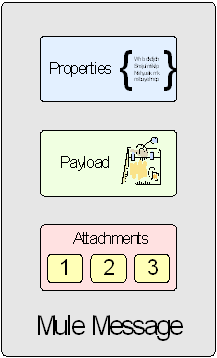 Properties
Payload
Attachments
1 2 3
Mule Message